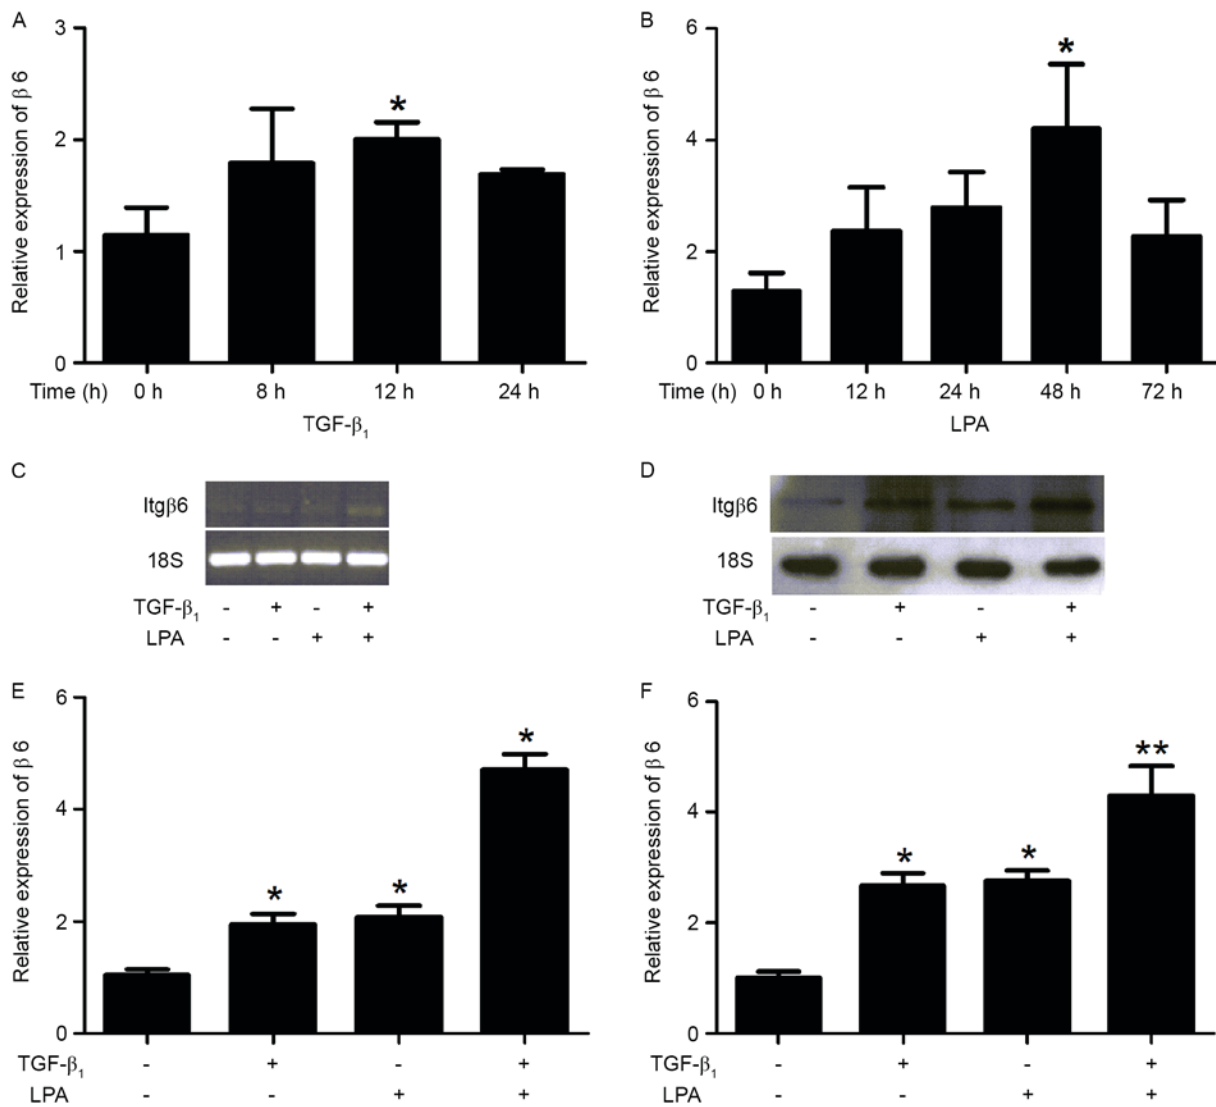 A
3
2
1
0
Relative expression of β 6
*
Time (h) 0 h 8 h 12 h 24 h
TGF-β₁
B
6
4
2
0
Relative expression of β 6
*
Time (h) 0 h 12 h 24 h 48 h 72 h
LPA
C
Itgβ6
18S
TGF-β₁ - + - +
LPA - - + +
D
Itgβ6
18S
TGF-β₁ - + - +
LPA - - + +
E
6
4
2
0
Relative expression of β 6
* * *
TGF-β₁ - + - +
LPA - - + +
F
6
4
2
0
Relative expression of β 6
* * **
TGF-β₁ - + - +
LPA - - + +